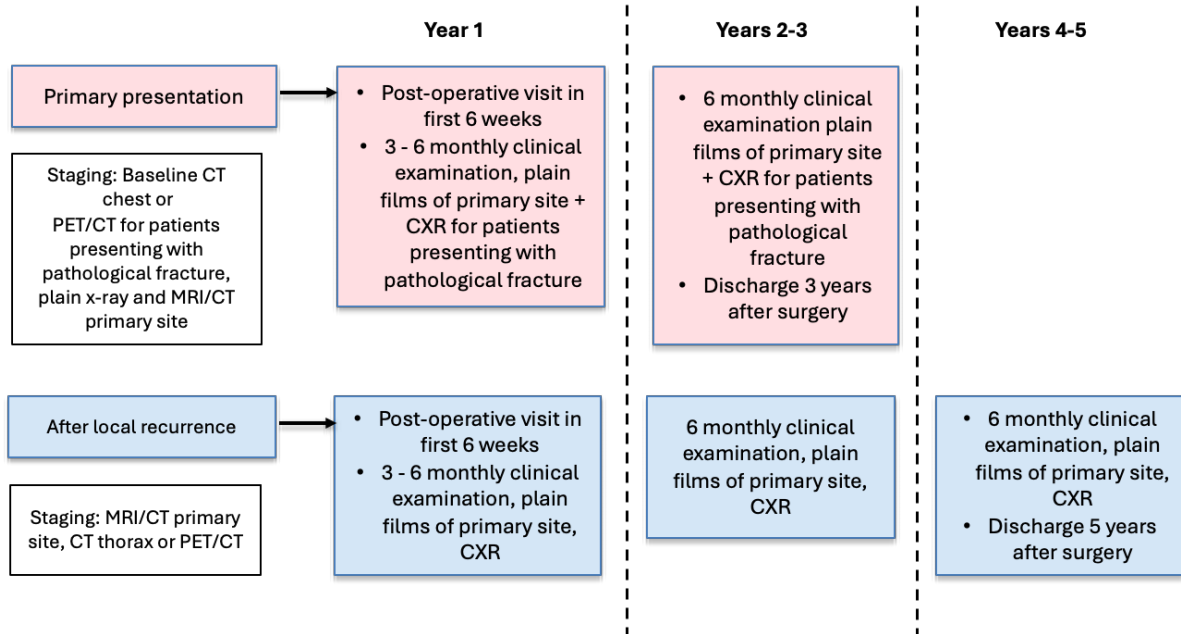 Year 1
Years 2-3
Years 4-5
Primary presentation
• Post-operative visit in
first 6 weeks
• 3 - 6 monthly clinical
examination, plain
films of primary site +
CXR for patients
presenting with
pathological fracture
• 6 monthly clinical
examination plain
films of primary site
+ CXR for patients
presenting with
pathological
fracture
• Discharge 3 years
after surgery
Staging: Baseline CT
chest or
PET/CT for patients
presenting with
pathological fracture,
plain x-ray and MRI/CT
primary site
After local recurrence
• Post-operative visit in
first 6 weeks
• 3 - 6 monthly clinical
examination, plain
films of primary site,
CXR
6 monthly clinical
examination, plain
films of primary site,
CXR
• 6 monthly clinical
examination, plain
films of primary site,
CXR
• Discharge 5 years
after surgery
Staging: MRI/CT primary
site, CT thorax or PET/CT